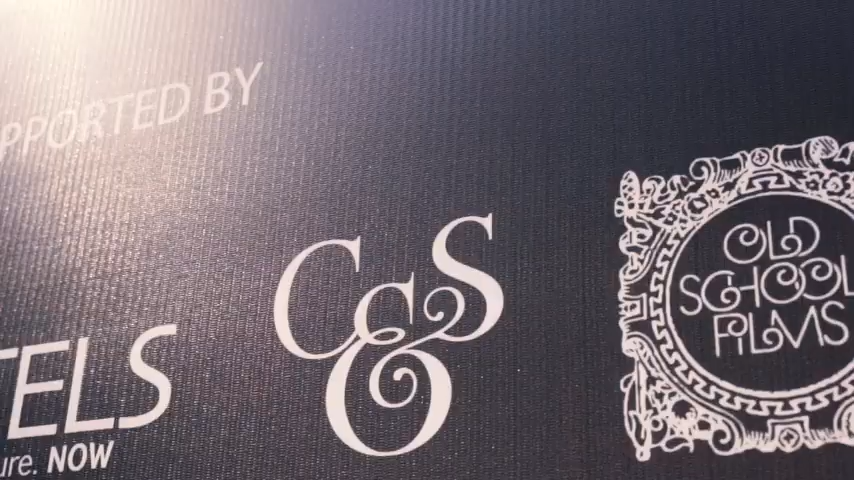 PPORTED BY
TELS
ure. NOW
C&S
OLD
SCHOOL
FILMS